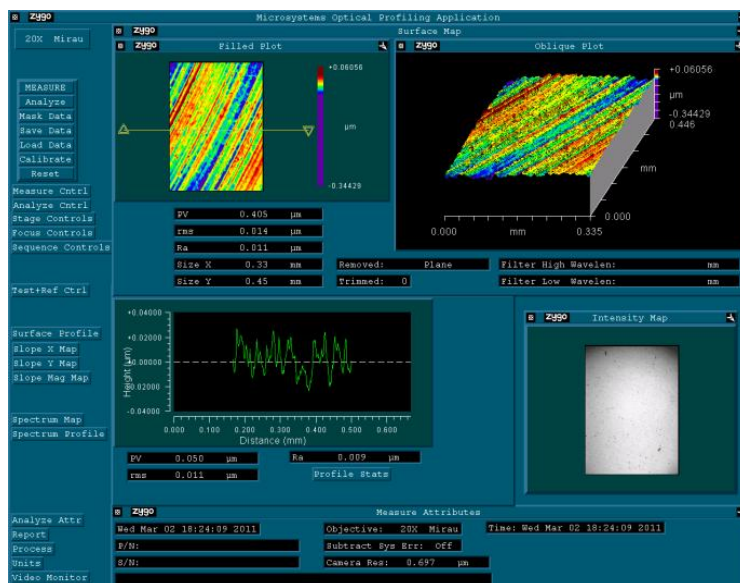 zygo Microsystems Optical Profiling Application
20X Mirau
zygo Surface Map
zygo Filled Plot
+0.06056
μm
-0.34429
zygo Oblique Plot
+0.06056
μm
-0.34429
0.446
mm
0.000
0.000 mm 0.335
MEASURE
Analyze
Mask Data
Save Data
Load Data
Calibrate
Reset
Measure Cntrl
Analyze Cntrl
Stage Controls
Focus Controls
Sequence Controls
Test+Ref Ctrl
Surface Profile
Slope X Map
Slope Y Map
Slope Mag Map
Spectrum Map
Spectrum Profile
Analyze Attr
Report
Process
Units
Video Monitor
PV 0.405 μm
rms 0.014 μm
Ra 0.011 μm
Size X 0.33 mm
Size Y 0.45 mm
Removed: Plane
Trimmed: 0
Filter High Wavelen: mm
Filter Low Wavelen: mm
+0.04000
+0.02000
+0.00000
-0.02000
-0.04000
Height (μm)
0.000 0.100 0.200 0.300 0.400 0.500 0.600
Distance (mm)
PV 0.050 μm
rms 0.011 μm
Ra 0.009 μm
Profile Stats
zygo Intensity Map
zygo Measure Attributes
Wed Mar 02 18:24:09 2011
P/N:
S/N:
Objective: 20X Mirau
Subtract Sys Err: Off
Camera Res: 0.697 μm
Time: Wed Mar 02 18:24:09 2011